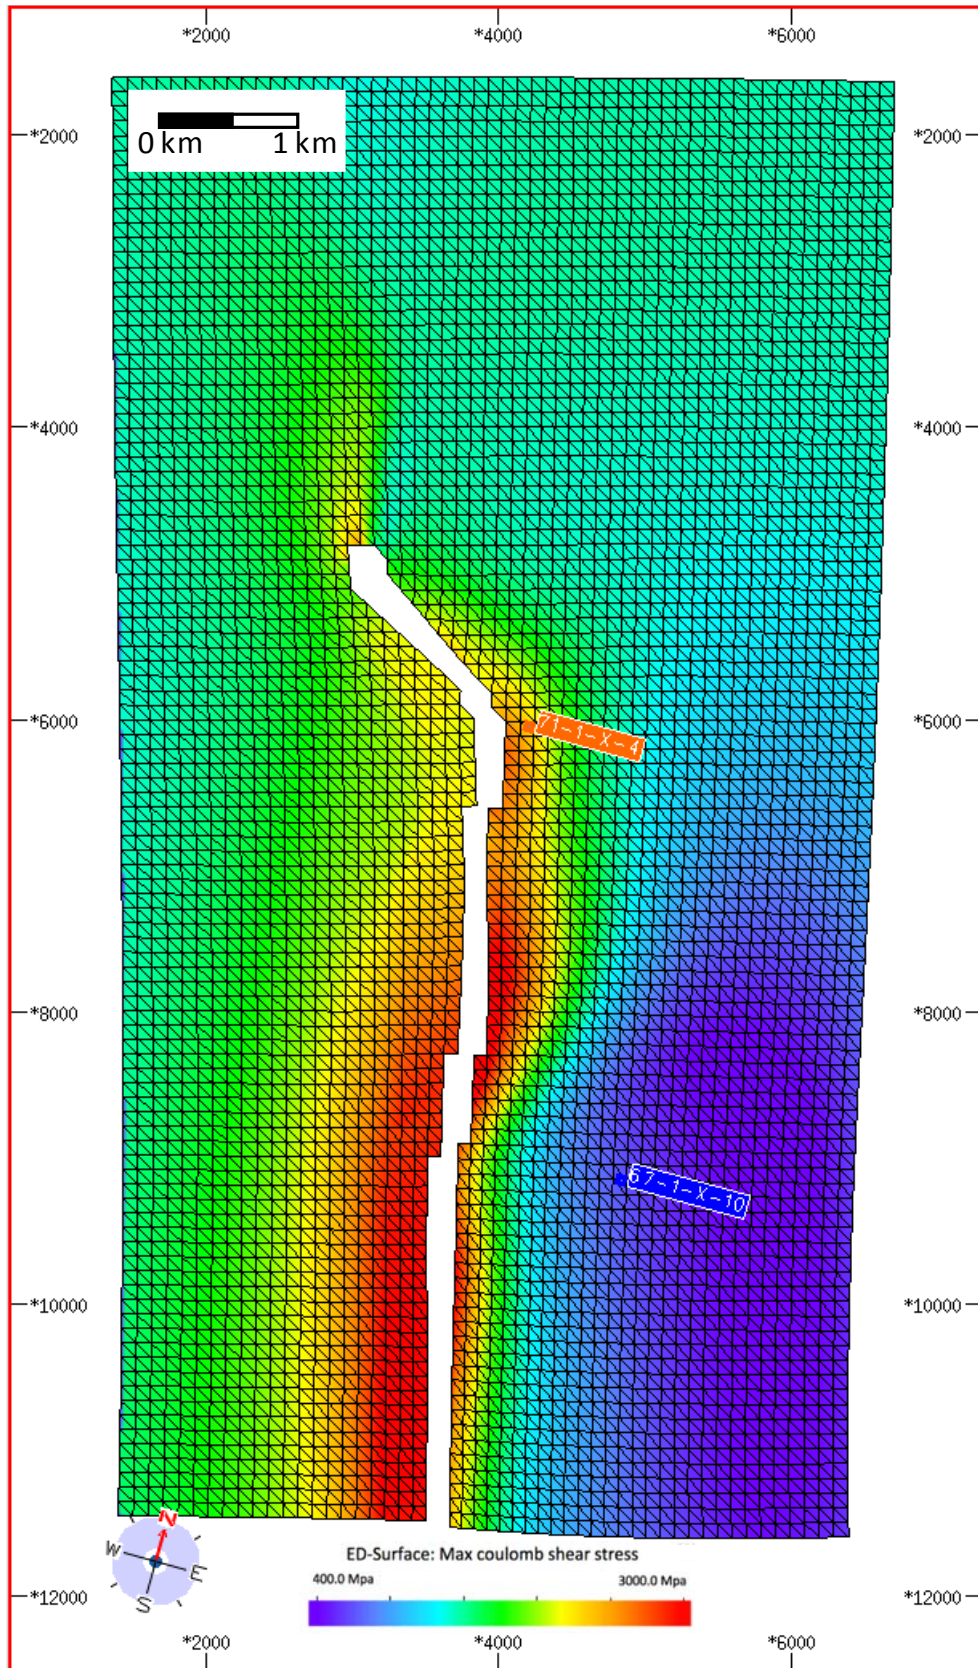 *2000 *4000 *6000
*2000 *2000
0 km 1 km
*4000 *4000
*6000 *6000
71-1-X-4
*8000 *8000
67-1-X-10
*10000 *10000
N
W
E
S
ED-Surface: Max coulomb shear stress
400.0 Mpa 3000.0 Mpa
*12000 *12000
*2000 *4000 *6000